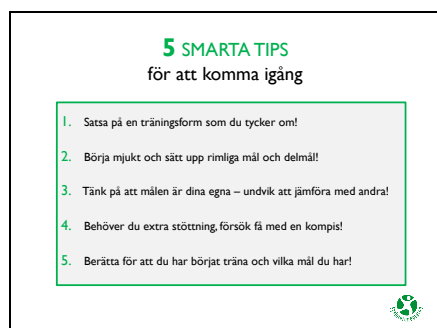 5 SMARTA TIPS
för att komma igång
1. Satsa på en träningsform som du tycker om!
2. Börja mjukt och sätt upp rimliga mål och delmål!
3. Tänk på att målen är dina egna – undvik att jämföra med andra!
4. Behöver du extra stöttning, försök få med en kompis!
5. Berätta för att du har börjat träna och vilka mål du har!